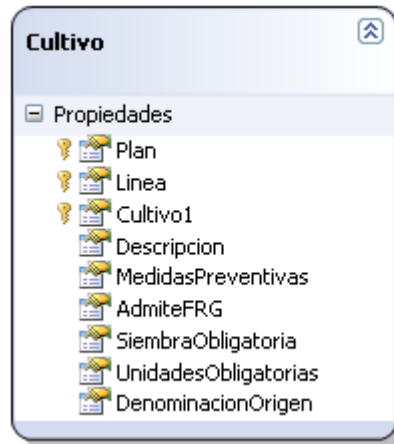 Cultivo
Propiedades
Plan
Linea
Cultivo1
Descripcion
MedidasPreventivas
AdmiteFRG
SiembraObligatoria
UnidadesObligatorias
DenominacionOrigen